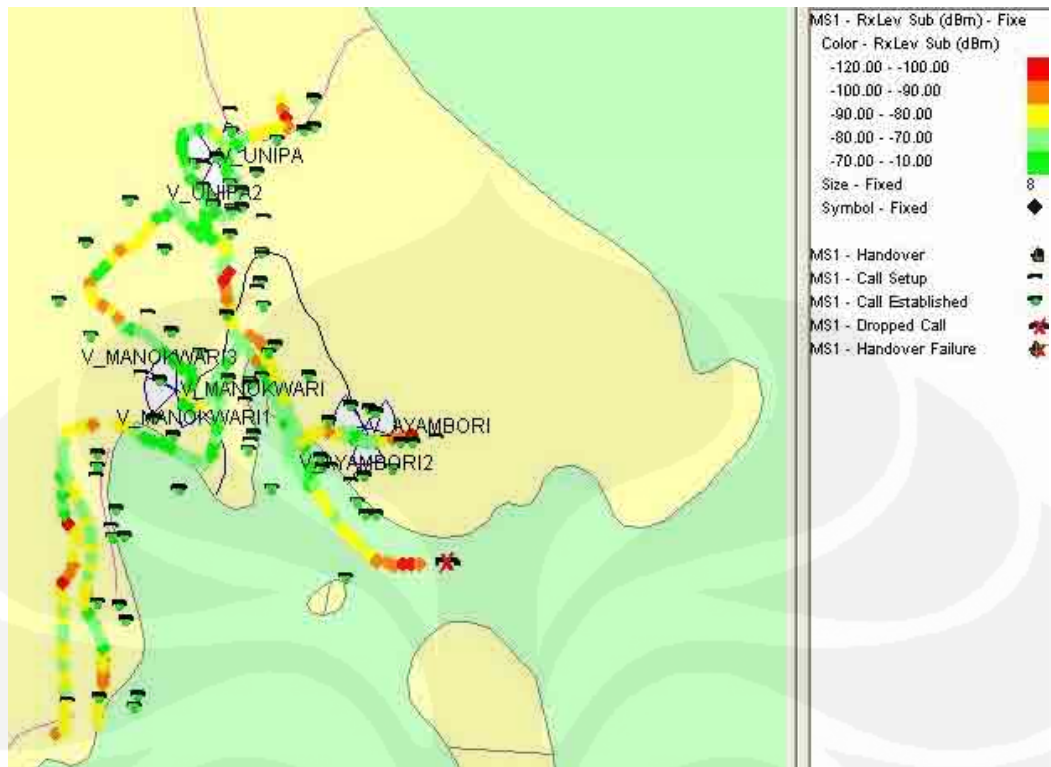 V_UNIPA
V_UNIPA2
V_MANOKWARI3
V_MANOKWARI
V_MANOKWARI1
V_AYAMBORI
V_AYAMBORI2
MS1 - RxLev Sub (dBm) - Fixe
Color - RxLev Sub (dBm)
-120.00 - -100.00
-100.00 - -90.00
-90.00 - -80.00
-80.00 - -70.00
-70.00 - -10.00
Size - Fixed 8
Symbol - Fixed
MS1 - Handover
MS1 - Call Setup
MS1 - Call Established
MS1 - Dropped Call
MS1 - Handover Failure